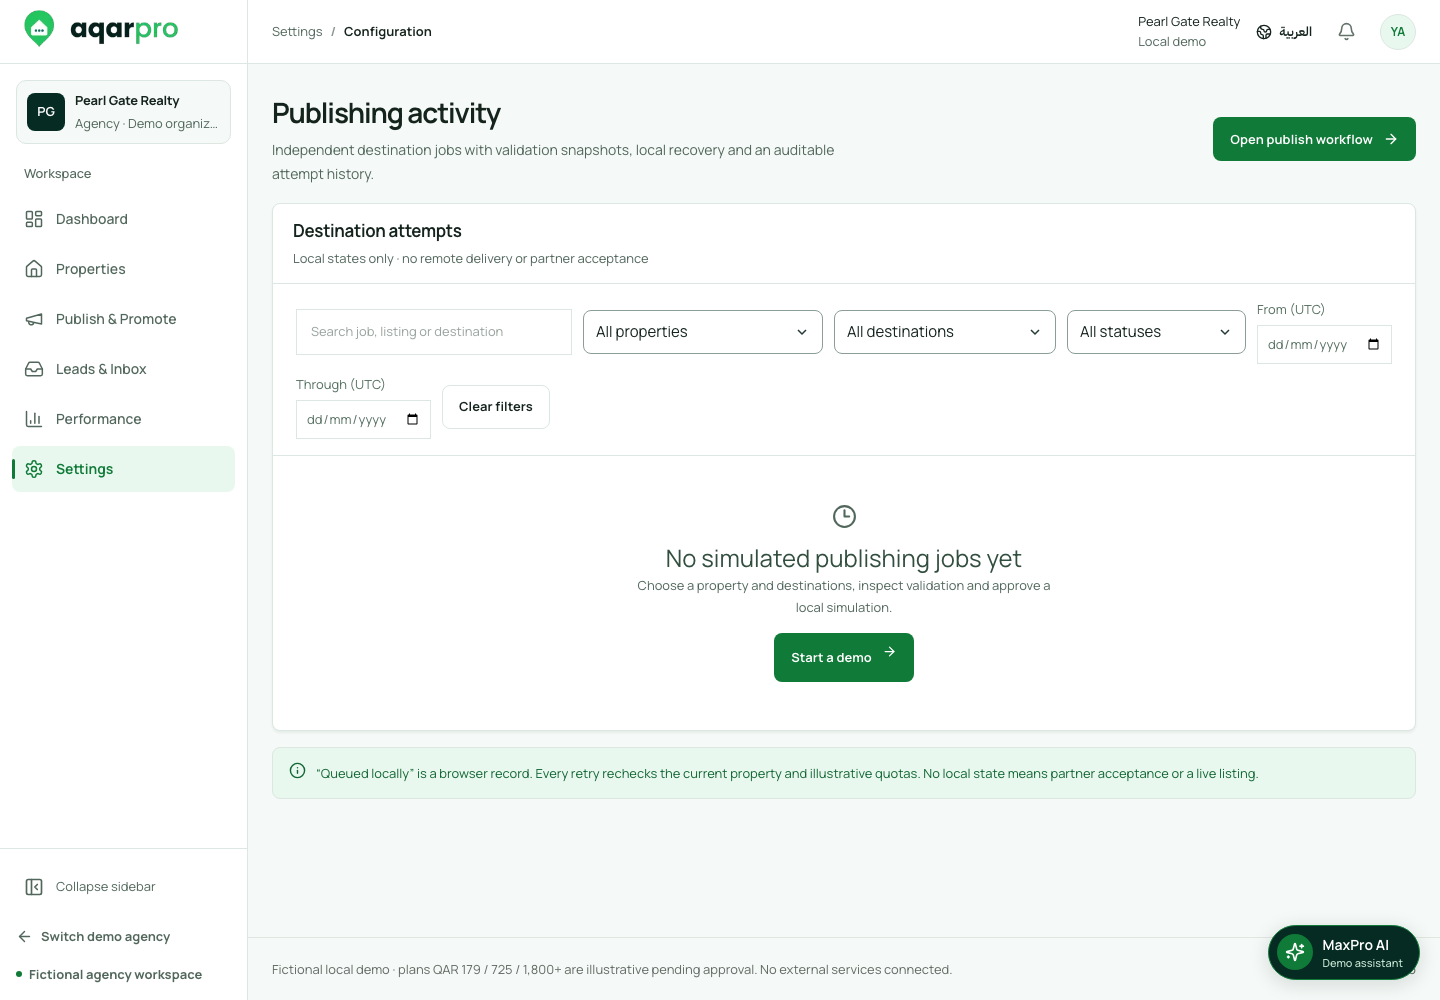 aqarpro
Settings / Configuration
Pearl Gate Realty
Local demo
العربية
YA
PG
Pearl Gate Realty
Agency · Demo organiz…
Workspace
Dashboard
Properties
Publish & Promote
Leads & Inbox
Performance
Settings
Collapse sidebar
Switch demo agency
Fictional agency workspace
Publishing activity
Independent destination jobs with validation snapshots, local recovery and an auditable
attempt history.
Open publish workflow
Destination attempts
Local states only · no remote delivery or partner acceptance
Search job, listing or destination
All properties
All destinations
All statuses
From (UTC)
dd/mm/yyyy
Through (UTC)
dd/mm/yyyy
Clear filters
No simulated publishing jobs yet
Choose a property and destinations, inspect validation and approve a
local simulation.
Start a demo
“Queued locally” is a browser record. Every retry rechecks the current property and illustrative quotas. No local state means partner acceptance or a live listing.
Fictional local demo · plans QAR 179 / 725 / 1,800+ are illustrative pending approval. No external services connected.
MaxPro AI
Demo assistant